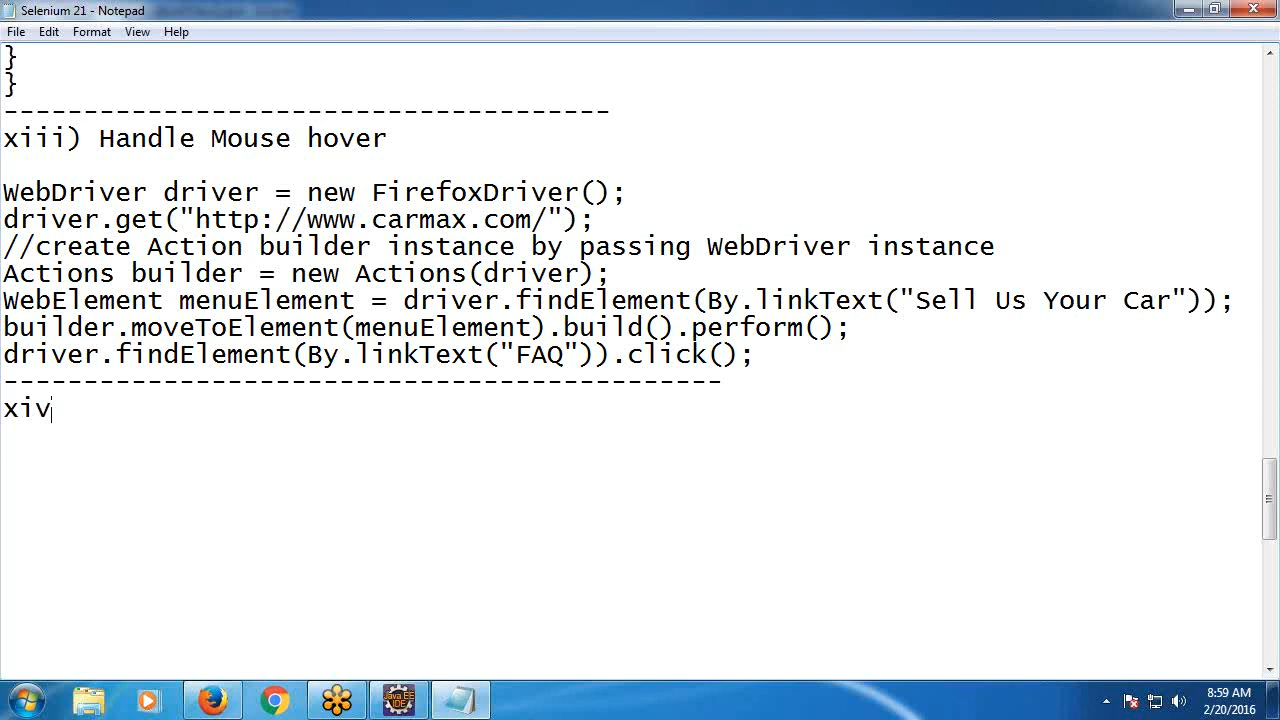 Selenium 21 - Notepad
File Edit Format View Help
}
}
--------------------------------------
xiii) Handle Mouse hover
WebDriver driver = new FirefoxDriver();
driver.get("http://www.carmax.com/");
//create Action builder instance by passing WebDriver instance
Actions builder = new Actions(driver);
WebElement menuElement = driver.findElement(By.linkText("Sell Us Your Car"));
builder.moveToElement(menuElement).build().perform();
driver.findElement(By.linkText("FAQ")).click();
---------------------------------------------
xiv
Java EE
IDE
8:59 AM
2/20/2016